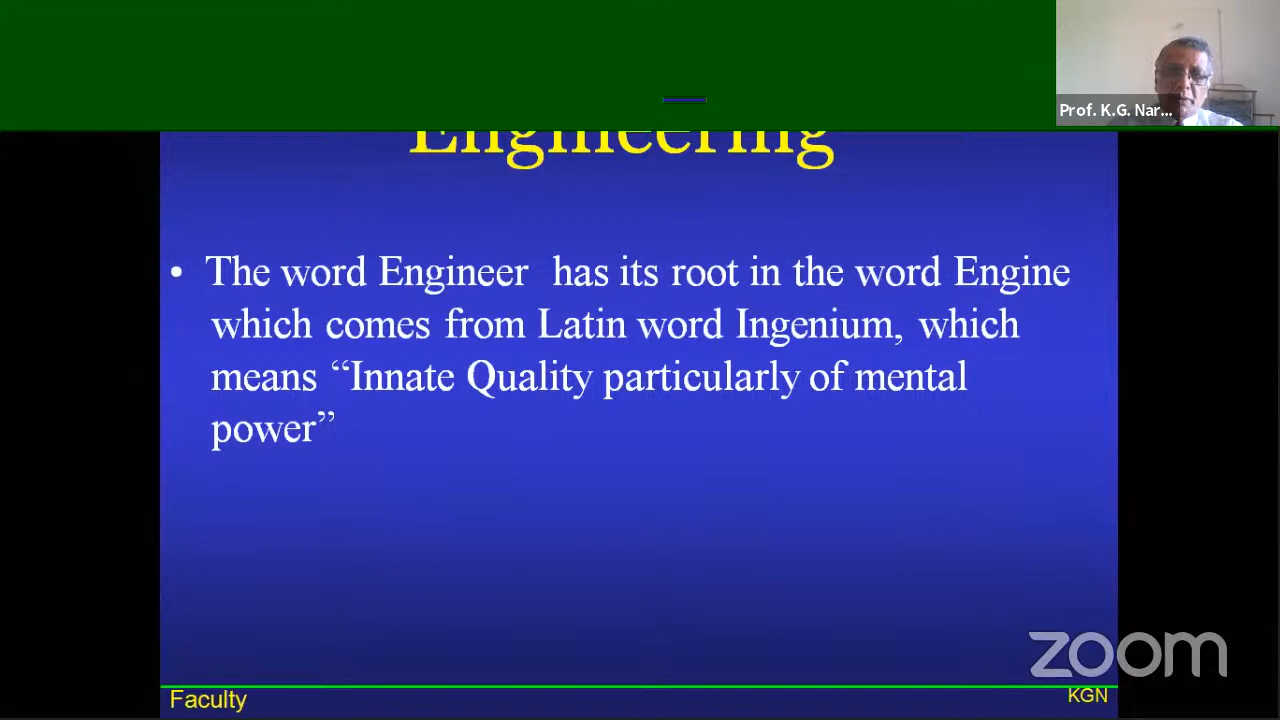 Prof. K.G. Nar...
Engineering
• The word Engineer has its root in the word Engine
which comes from Latin word Ingenium, which
means “Innate Quality particularly of mental
power”
zoom
Faculty
KGN